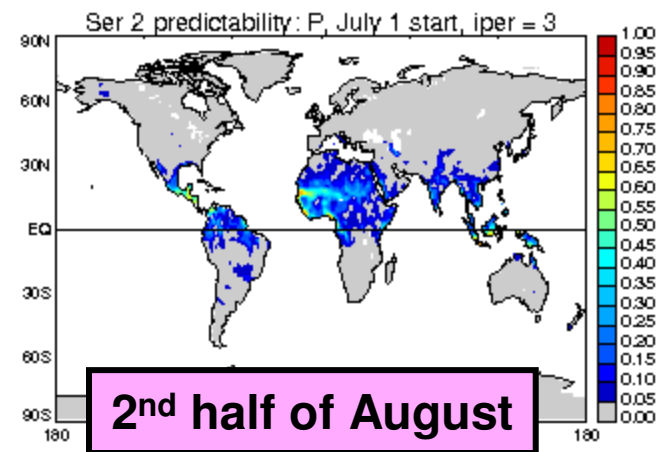 Ser 2 predictability: P, July 1 start, iper = 3
90N
60N
30N
EQ
30S
60S
90S
180
180
1.00
0.95
0.90
0.85
0.80
0.75
0.70
0.65
0.60
0.55
0.50
0.45
0.40
0.35
0.30
0.25
0.20
0.15
0.10
0.05
0.00
2nd half of August